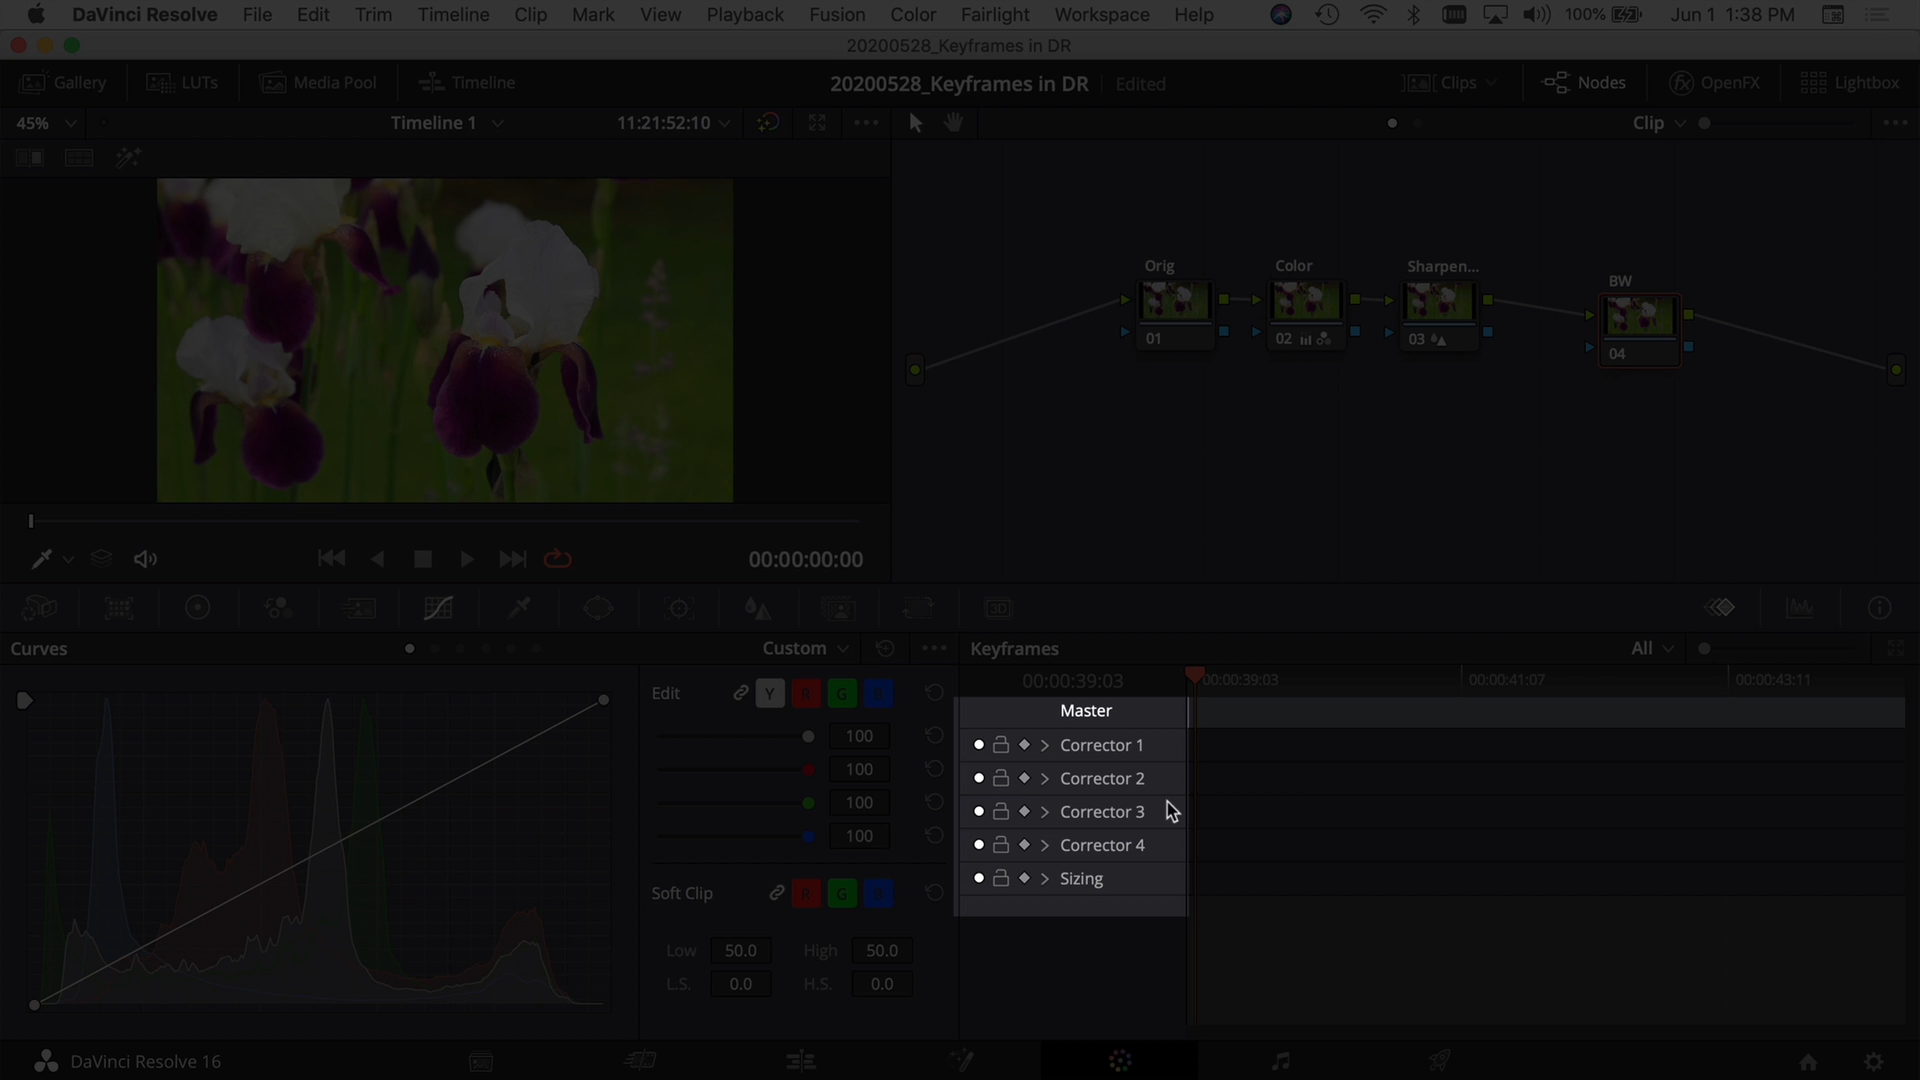 DaVinci Resolve File Edit Trim Timeline Clip Mark View Playback Fusion Color Fairlight Workspace Help 100% Jun 1 1:38 PM
20200528_Keyframes in DR
Gallery LUTs Media Pool Timeline 20200528_Keyframes in DR Edited Clips Nodes OpenFX Lightbox
45% Timeline 1 11:21:52:10 Clip
Orig Color Sharpen... BW
01 02 03 04
00:00:00:00
3D
Curves Custom Keyframes All
Edit Y R G B 00:00:39:03 00:00:39:03 00:00:41:07 00:00:43:11
Master
100 Corrector 1
100 Corrector 2
100 Corrector 3
100 Corrector 4
Soft Clip R G B Sizing
Low 50.0 High 50.0
L.S. 0.0 H.S. 0.0
DaVinci Resolve 16